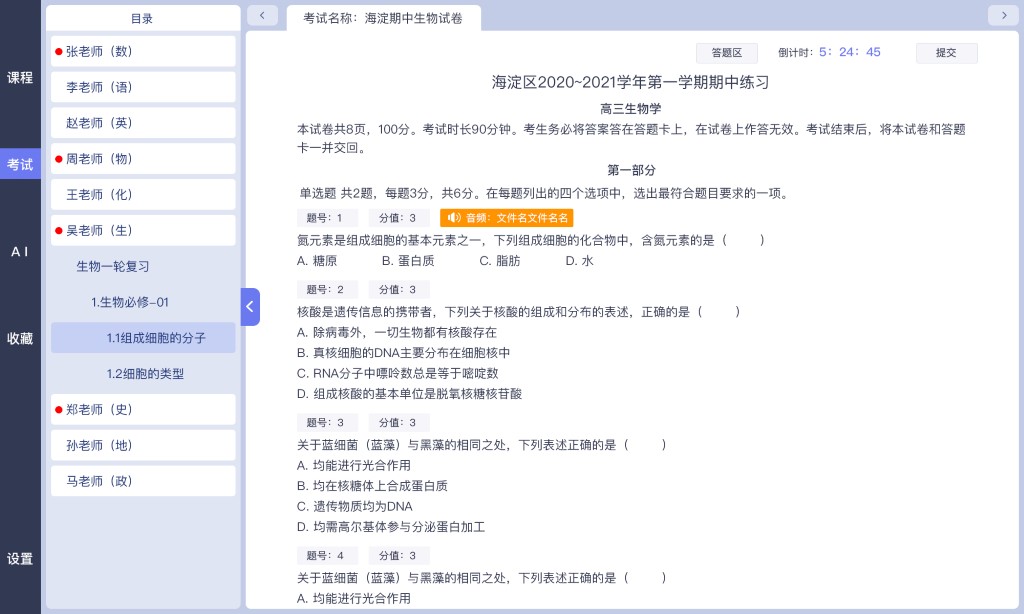 课程
考试
A I
收藏
设置
目录
张老师（数）
李老师（语）
赵老师（英）
周老师（物）
王老师（化）
吴老师（生）
生物一轮复习
1.生物必修-01
1.1组成细胞的分子
1.2细胞的类型
郑老师（史）
孙老师（地）
马老师（政）
考试名称：海淀期中生物试卷
答题区 倒计时：5：24：45 提交
海淀区2020~2021学年第一学期期中练习
高三生物学
本试卷共8页，100分。考试时长90分钟。考生务必将答案答在答题卡上，在试卷上作答无效。考试结束后，将本试卷和答题
卡一并交回。
第一部分
单选题 共2题，每题3分，共6分。在每题列出的四个选项中，选出最符合题目要求的一项。
题号：1 分值：3 音频：文件名文件名名
氮元素是组成细胞的基本元素之一，下列组成细胞的化合物中，含氮元素的是（ ）
A. 糖原 B. 蛋白质 C. 脂肪 D. 水
题号：2 分值：3
核酸是遗传信息的携带者，下列关于核酸的组成和分布的表述，正确的是（ ）
A. 除病毒外，一切生物都有核酸存在
B. 真核细胞的DNA主要分布在细胞核中
C. RNA分子中嘌呤数总是等于嘧啶数
D. 组成核酸的基本单位是脱氧核糖核苷酸
题号：3 分值：3
关于蓝细菌（蓝藻）与黑藻的相同之处，下列表述正确的是（ ）
A. 均能进行光合作用
B. 均在核糖体上合成蛋白质
C. 遗传物质均为DNA
D. 均需高尔基体参与分泌蛋白加工
题号：4 分值：3
关于蓝细菌（蓝藻）与黑藻的相同之处，下列表述正确的是（ ）
A. 均能进行光合作用